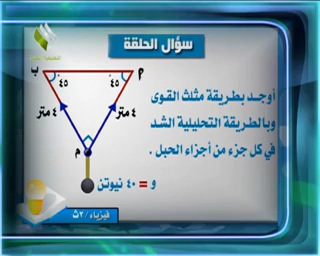 سؤال الحلقة
أوجد بطريقة مثلث القوى
وبالطريقة التحليلية الشد
في كل جزء من أجزاء الحبل .
ب
م
٤٥
٤٥
٤ متر
٤ متر
م
و = ٤٠ نيوتن
فيزياء / ٢ث